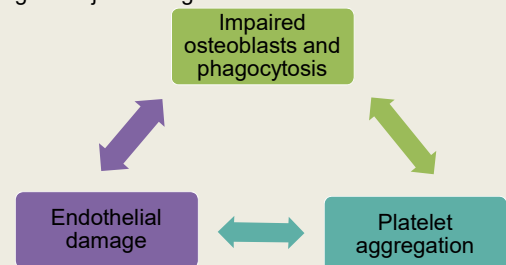 Impaired
osteoblasts and
phagocytosis
Endothelial
damage
Platelet
aggregation